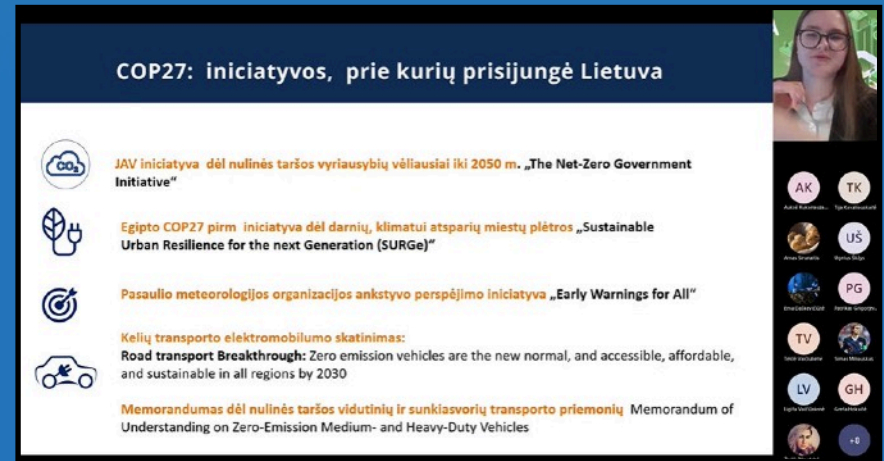 COP27: iniciatyvos, prie kurių prisijungė Lietuva
CO₂
JAV iniciatyva dėl nulinės taršos vyriausybių vėliausiai iki 2050 m. „The Net-Zero Government
Initiative“
Egipto COP27 pirm iniciatyva dėl darnių, klimatui atsparių miestų plėtros „Sustainable
Urban Resilience for the next Generation (SURGe)“
Pasaulio meteorologijos organizacijos ankstyvo perspėjimo iniciatyva „Early Warnings for All“
Kelių transporto elektromobilumo skatinimas:
Road transport Breakthrough: Zero emission vehicles are the new normal, and accessible, affordable,
and sustainable in all regions by 2030
Memorandumas dėl nulinės taršos vidutinių ir sunkiasvorių transporto priemonių Memorandum of
Understanding on Zero-Emission Medium- and Heavy-Duty Vehicles
AK
TK
UŠ
PG
TV
LV
GH
+8